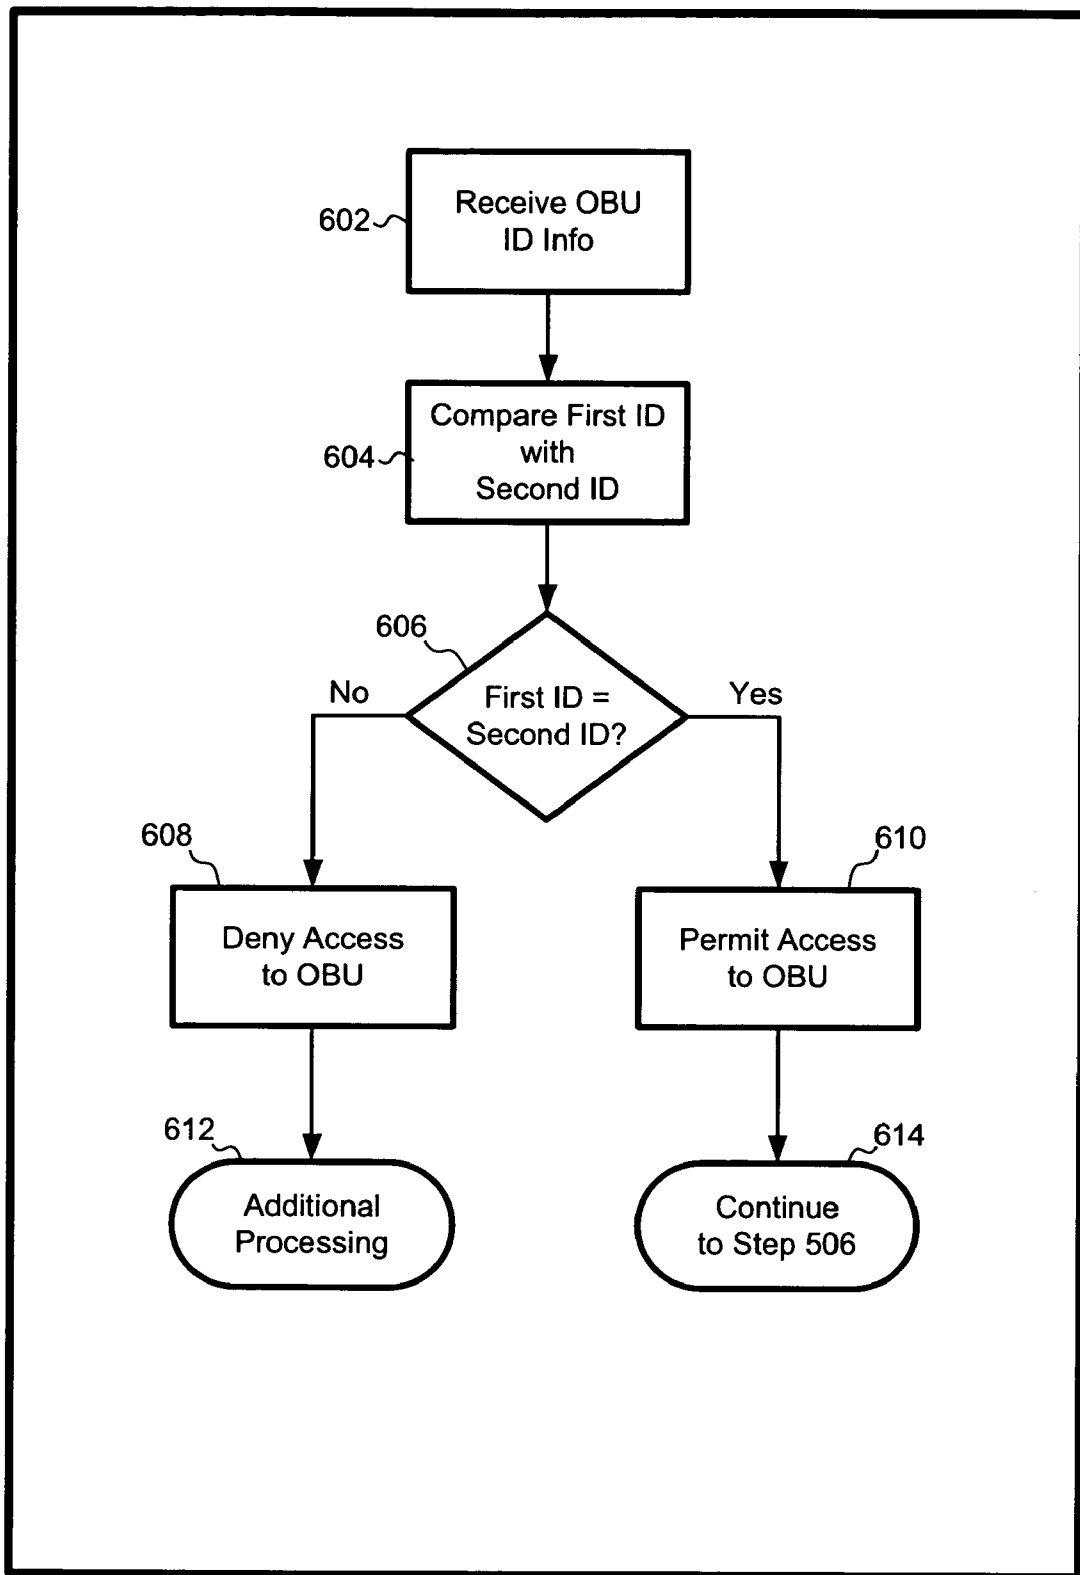 602
Receive OBU
ID Info
604
Compare First ID
with
Second ID
606
No
First ID =
Second ID?
Yes
608
Deny Access
to OBU
610
Permit Access
to OBU
612
Additional
Processing
614
Continue
to Step 506